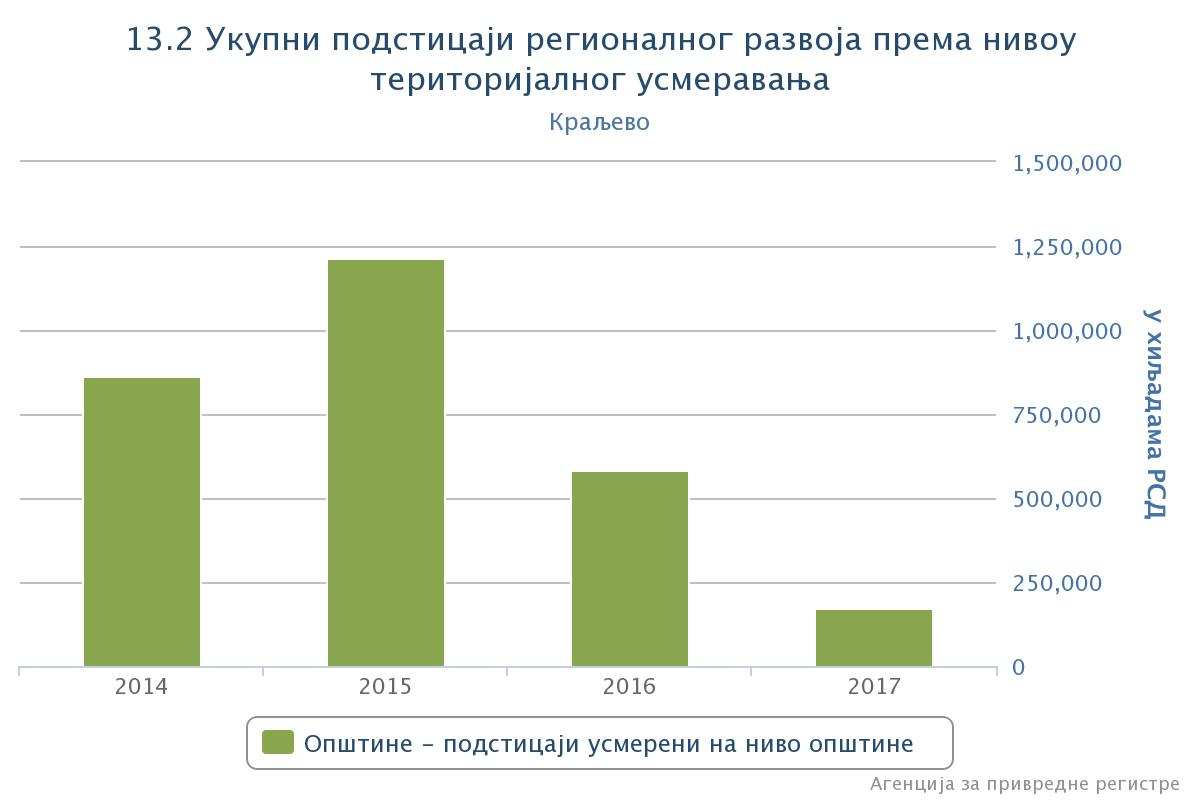 13.2 Укупни подстицаји регионалног развоја према нивоу
територијалног усмеравања
Краљево
1,500,000
1,250,000
1,000,000
750,000
500,000
250,000
0
у хиљадама РСД
2014
2015
2016
2017
Општине – подстицаји усмерени на ниво општине
Агенција за привредне регистре